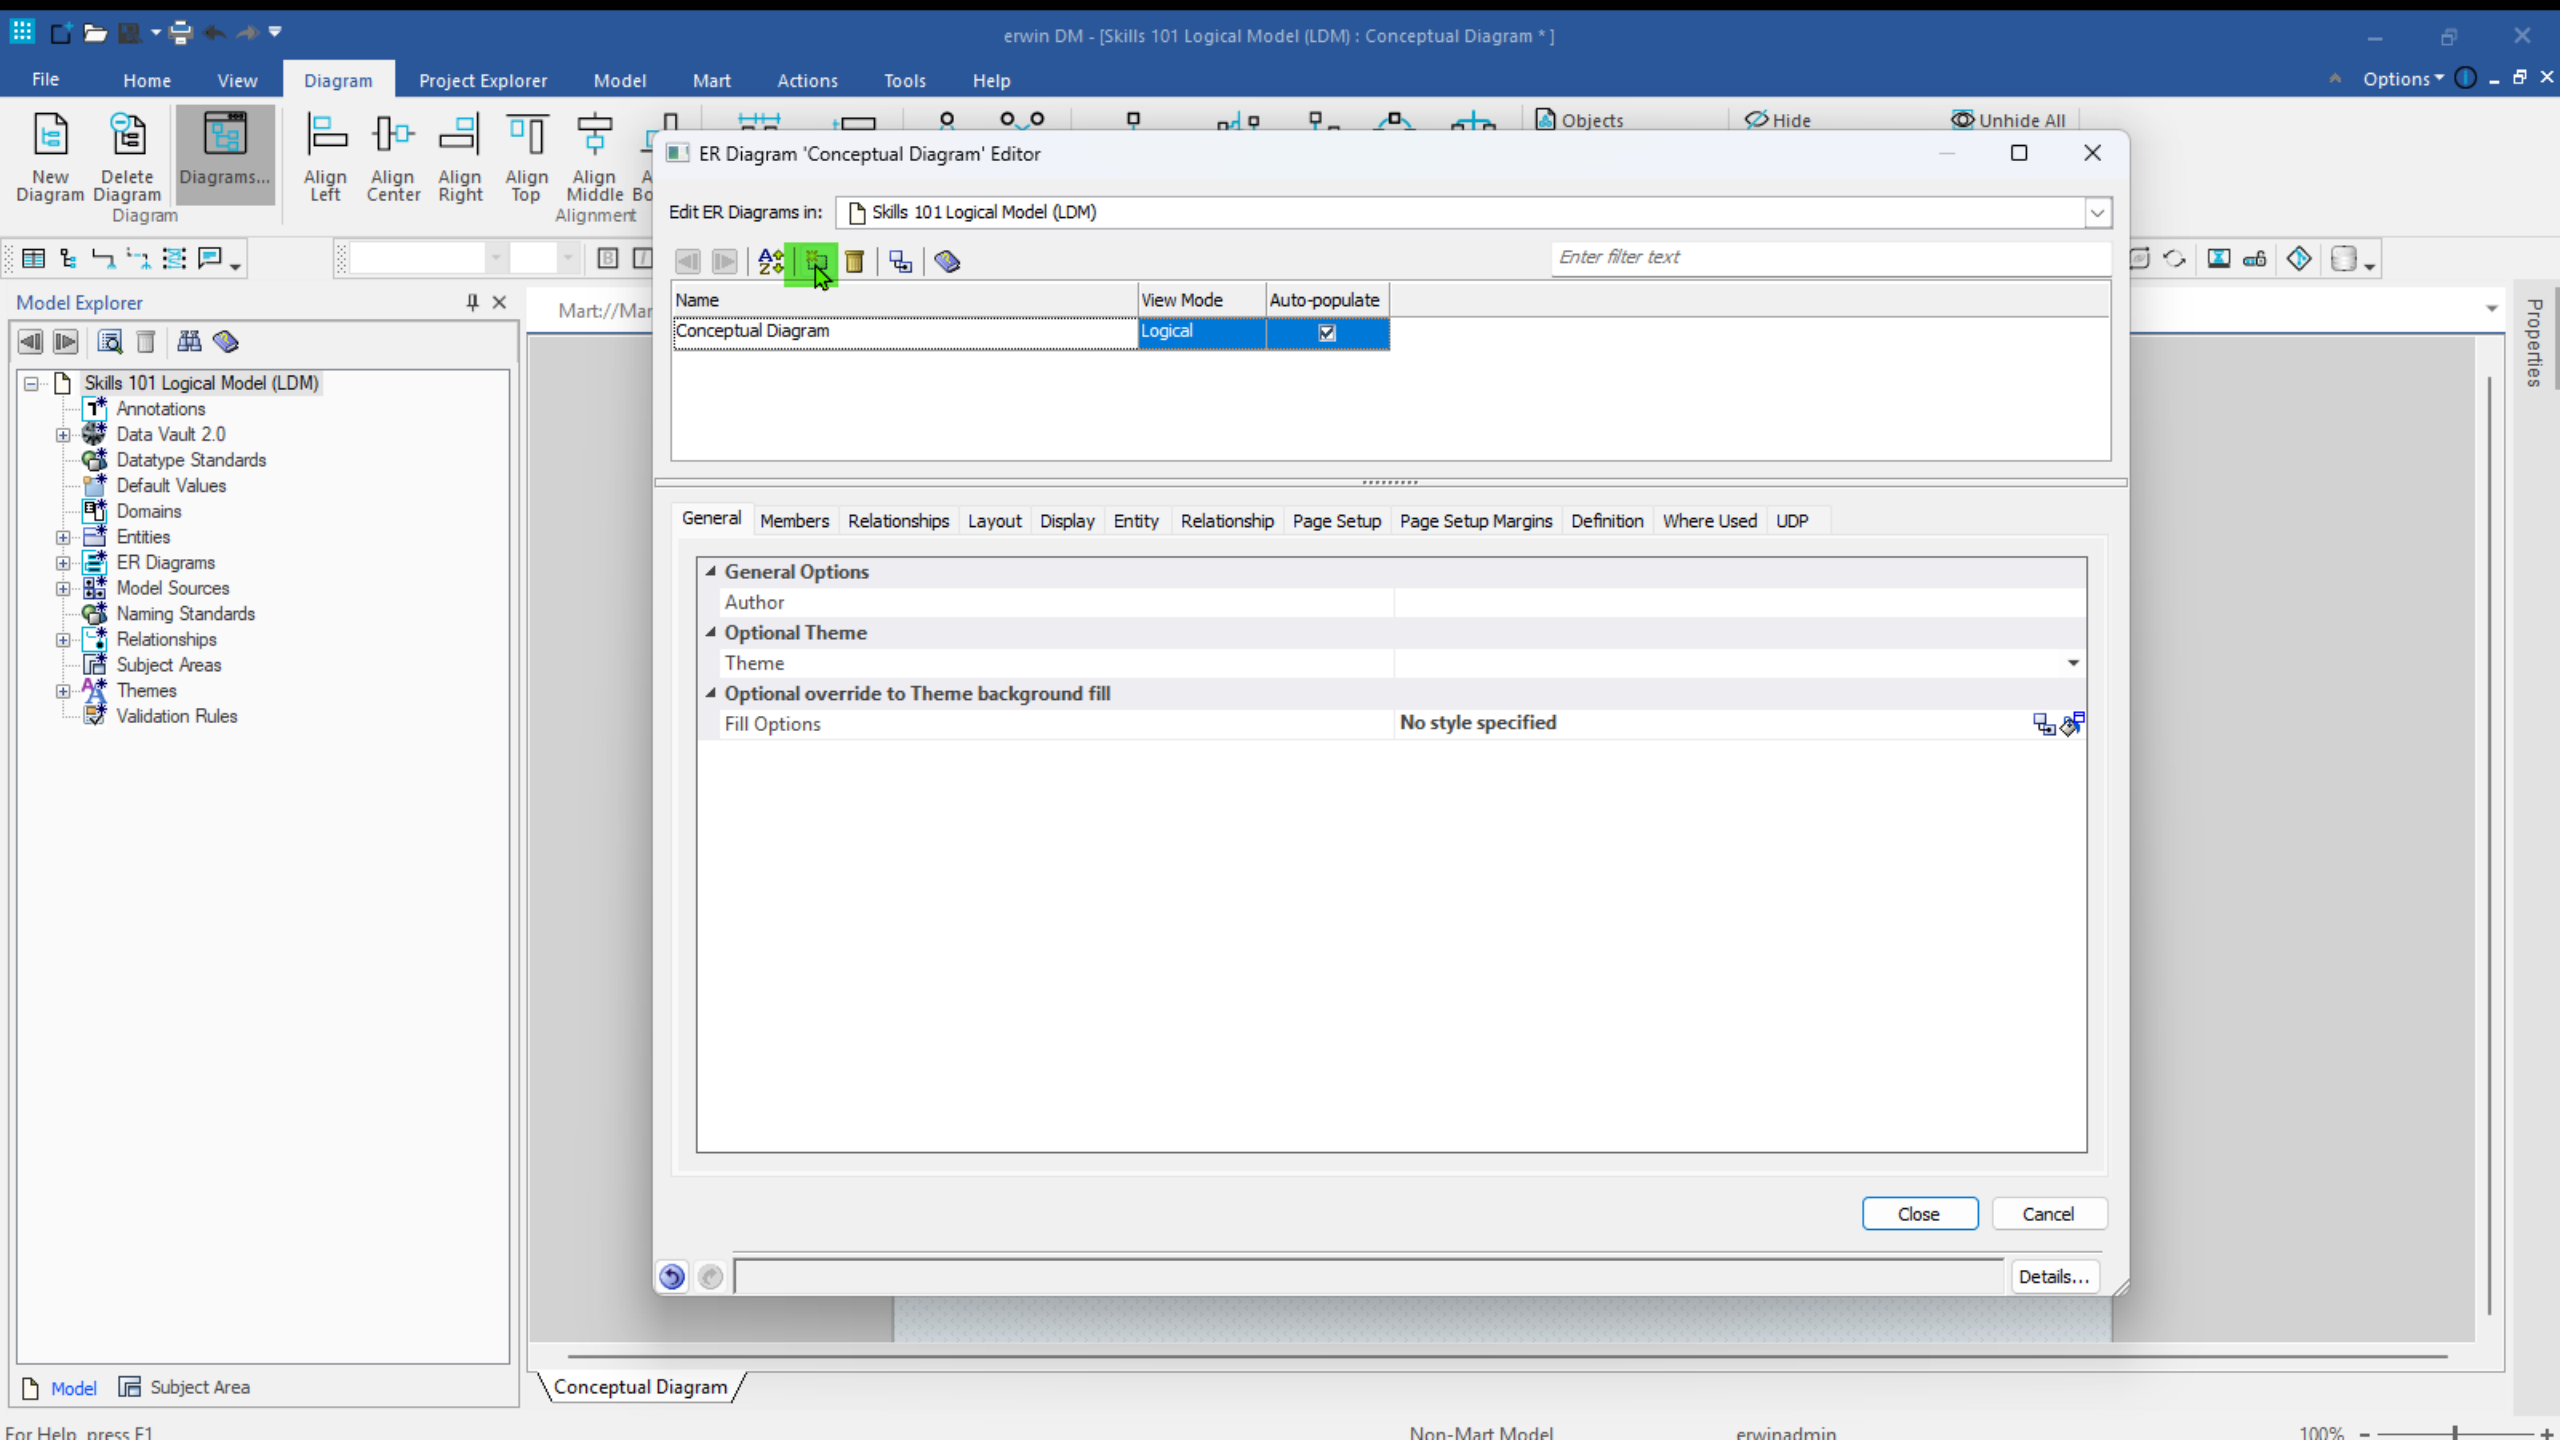 erwin DM - [Skills 101 Logical Model (LDM) : Conceptual Diagram * ]
File Home View Diagram Project Explorer Model Mart Actions Tools Help Options
Objects Hide Unhide All
New Diagram
Delete Diagram
Diagrams...
Align Left
Align Center
Align Right
Align Top
Align Middle
Diagram Alignment
ER Diagram 'Conceptual Diagram' Editor
Edit ER Diagrams in: Skills 101 Logical Model (LDM)
Enter filter text
Name View Mode Auto-populate
Conceptual Diagram Logical
General Members Relationships Layout Display Entity Relationship Page Setup Page Setup Margins Definition Where Used UDP
General Options
Author
Optional Theme
Theme
Optional override to Theme background fill
Fill Options No style specified
Close Cancel
Details...
Model Explorer
Skills 101 Logical Model (LDM)
Annotations
Data Vault 2.0
Datatype Standards
Default Values
Domains
Entities
ER Diagrams
Model Sources
Naming Standards
Relationships
Subject Areas
Themes
Validation Rules
Model Subject Area
Mart://Mar
Properties
Conceptual Diagram
For Help, press F1 Non-Mart Model erwinadmin 100%